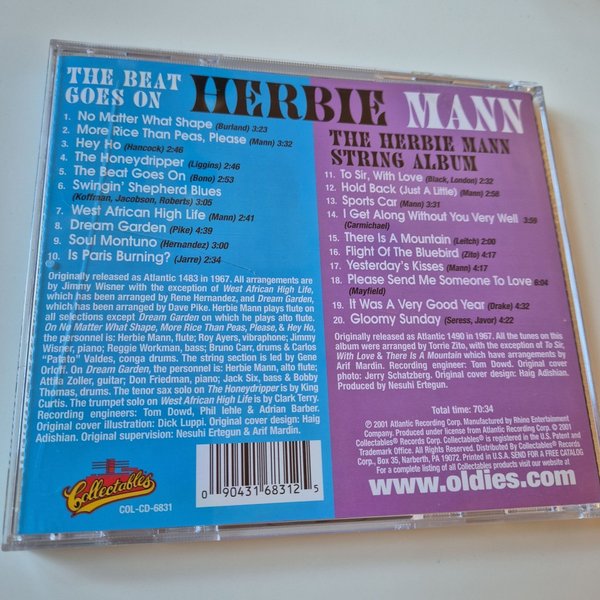 THE BEAT
GOES ON
HERBIE MANN
1. No Matter What Shape (Burland) 3:23
2. More Rice Than Peas, Please (Mann) 3:32
3. Hey Ho (Hancock) 2:46
4. The Honeydripper (Liggins) 2:46
5. The Beat Goes On (Bono) 2:53
6. Swingin' Shepherd Blues
(Koffman, Jacobson, Roberts) 3:05
7. West African High Life (Mann) 2:41
8. Dream Garden (Pike) 4:39
9. Soul Montuno (Hernandez) 3:00
10. Is Paris Burning? (Jarre) 2:34
Originally released as Atlantic 1483 in 1967. All arrangements are
by Jimmy Wisner with the exception of West African High Life,
which has been arranged by Rene Hernandez, and Dream Garden,
which has been arranged by Dave Pike. Herbie Mann plays flute on
all selections except Dream Garden on which he plays alto flute.
On No Matter What Shape, More Rice Than Peas, Please, & Hey Ho,
the personnel is: Herbie Mann, flute; Roy Ayers, vibraphone; Jimmy
Wisner, piano; Reggie Workman, bass; Bruno Carr, drums & Carlos
"Patato" Valdes, conga drums. The string section is led by Gene
Orloff. On Dream Garden, the personnel is: Herbie Mann, alto flute;
Attila Zoller, guitar; Don Friedman, piano; Jack Six, bass & Bobby
Thomas, drums. The tenor sax solo on The Honeydripper is by King
Curtis. The trumpet solo on West African High Life is by Clark Terry.
Recording engineers: Tom Dowd, Phil Iehle & Adrian Barber.
Original cover illustration: Dick Luppi. Original cover design: Haig
Adishian. Original supervision: Nesuhi Ertegun & Arif Mardin.
Collectables
COL-CD-6831
0 90431 68312 5
THE HERBIE MANN
STRING ALBUM
11. To Sir, With Love (Black, London) 2:32
12. Hold Back (Just A Little) (Mann) 2:58
13. Sports Car (Mann) 3:31
14. I Get Along Without You Very Well 3:59
(Carmichael)
15. There Is A Mountain (Leitch) 2:00
16. Flight Of The Bluebird (Zito) 4:17
17. Yesterday's Kisses (Mann) 4:17
18. Please Send Me Someone To Love 6:04
(Mayfield)
19. It Was A Very Good Year (Drake) 4:32
20. Gloomy Sunday (Seress, Javor) 4:22
Originally released as Atlantic 1490 in 1967. All the tunes on this
album were arranged by Torrie Zito, with the exception of To Sir,
With Love & There Is A Mountain which have arrangements by
Arif Mardin. Recording engineer: Tom Dowd. Original cover
photo: Jerry Schatzberg. Original cover design: Haig Adishian.
Produced by Nesuhi Ertegun.
Total time: 70:34
℗ 2001 Atlantic Recording Corp. Manufactured by Rhino Entertainment
Company. Produced under license from Atlantic Recording Corp. © 2001
Collectables® Records Corp. Collectables® is registered in the U.S. Patent and
Trademark Office. All Rights Reserved. Distributed By Collectables® Record
Corp., Box 35, Narberth, PA 19072. Printed in U.S.A. SEND FOR A FREE CATALOG
For a complete listing of all Collectables products visit our website at
www.oldies.com